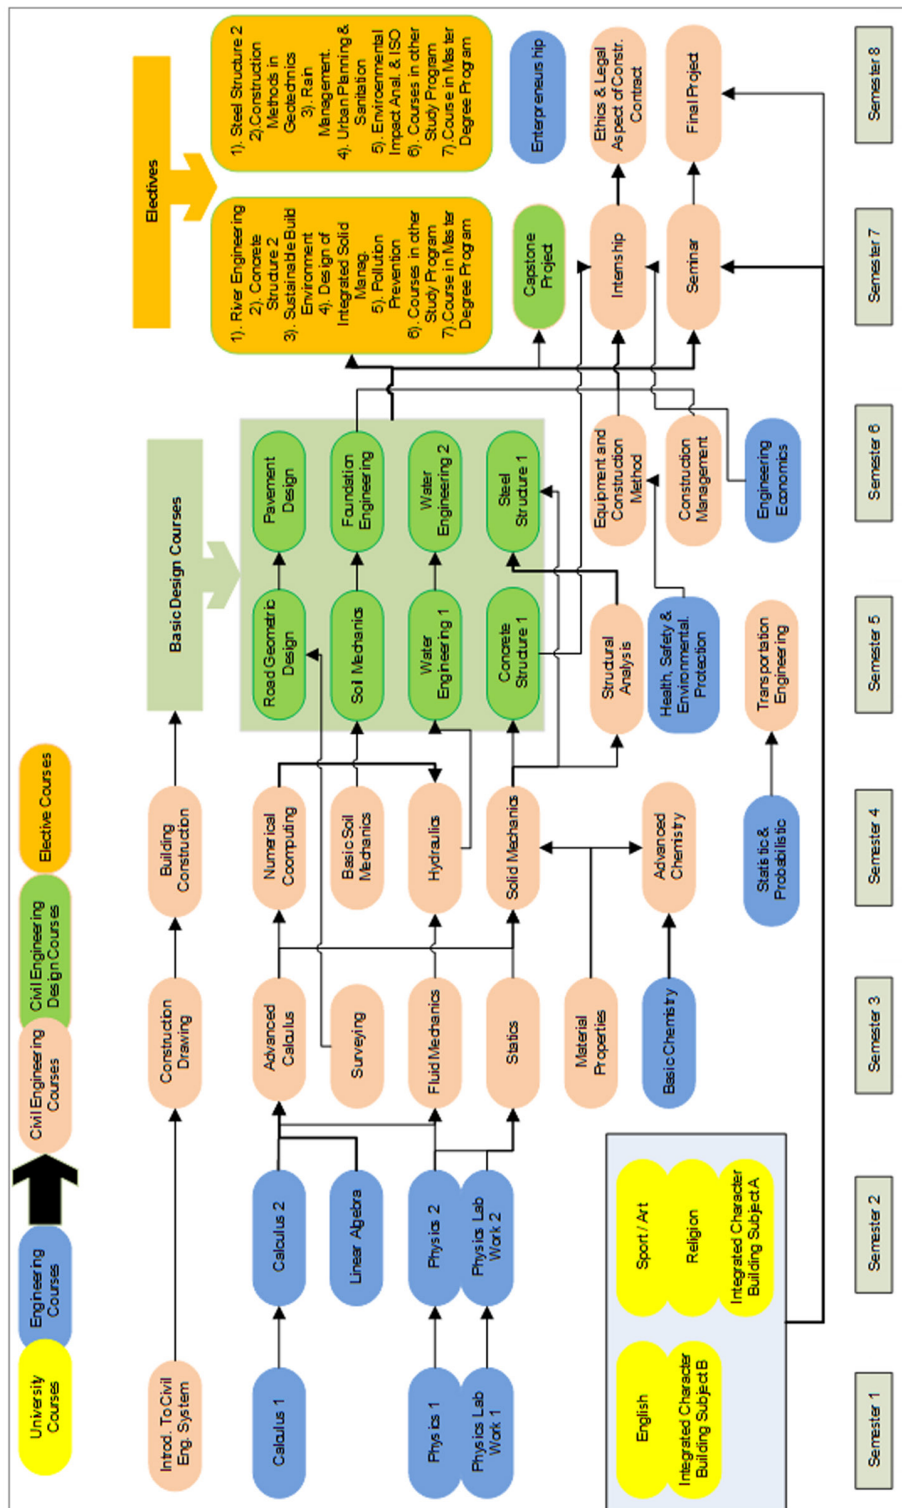 University
Courses
Engineering
Courses
Civil Engineering
Courses
Civil Engineering
Design Courses
Elective Courses
Introd. To Civil
Eng. System
Construction
Drawing
Building
Construction
Basic Design Courses
Electives
Calculus 1
Calculus 2
Linear Algebra
Advanced
Calculus
Surveying
Numerical
Coomputing
Basic Soil
Mechanics
Road Geometric
Design
Pavement
Design
Soil Mechanics
Foundation
Engineering
1). River Engineering
2). Concrete
Structure 2
3). Sustainable Build
Environment
4). Design of
Integrated Solid
Manag.
5). Pollution
Prevention
6). Courses in other
Study Program
7).Course in Master
Degree Program
1). Steel Structure 2
2).Construction
Methods in
Geotechnics
3). Rain
Management.
4). Urban Planning &
Sanitation
5). Enviroenmental
Impact Anal. & ISO
6). Courses in other
Study Program
7).Course in Master
Degree Program
Physics 1
Physics Lab
Work 1
Physics 2
Physics Lab
Work 2
Fluid Mechanics
Statics
Hydraulics
Solid Mechanics
Water
Engineering 1
Water
Engineering 2
Concrete
Structure 1
Steel
Structure 1
Capstone
Project
Enterpreneurship
Material
Properties
Basic Chemistry
Advanced
Chemistry
Structural
Analysis
Health, Safety &
Environmental.
Protection
Equipment and
Construction
Method
Construction
Management
Internship
Seminar
Ethics & Legal
Aspect of Constr.
Contract
Final Project
English
Integrated Character
Building Subject B
Sport / Art
Religion
Integrated Character
Building Subject A
Statistic &
Probabilistic
Transportation
Engineering
Engineering
Economics
Semester 1
Semester 2
Semester 3
Semester 4
Semester 5
Semester 6
Semester 7
Semester 8